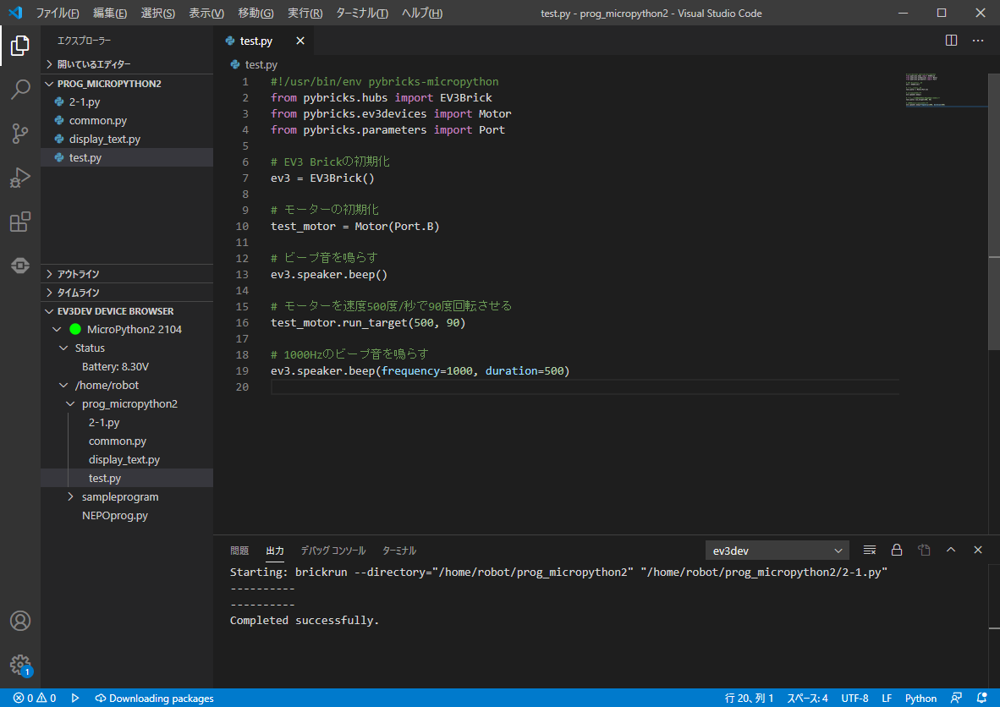 ファイル(F) 編集(E) 選択(S) 表示(V) 移動(G) 実行(R) ターミナル(T) ヘルプ(H) test.py - prog_micropython2 - Visual Studio Code
エクスプローラー
開いているエディター
PROG_MICROPYTHON2
2-1.py
common.py
display_text.py
test.py
アウトライン
タイムライン
EV3DEV DEVICE BROWSER
MicroPython2 2104
Status
Battery: 8.30V
/home/robot
prog_micropython2
2-1.py
common.py
display_text.py
test.py
sampleprogram
NEPOprog.py
1
test.py
test.py
1 #!/usr/bin/env pybricks-micropython
2 from pybricks.hubs import EV3Brick
3 from pybricks.ev3devices import Motor
4 from pybricks.parameters import Port
5
6 # EV3 Brickの初期化
7 ev3 = EV3Brick()
8
9 # モーターの初期化
10 test_motor = Motor(Port.B)
11
12 # ビープ音を鳴らす
13 ev3.speaker.beep()
14
15 # モーターを速度500度/秒で90度回転させる
16 test_motor.run_target(500, 90)
17
18 # 1000Hzのビープ音を鳴らす
19 ev3.speaker.beep(frequency=1000, duration=500)
20
問題 出力 デバッグ コンソール ターミナル ev3dev
Starting: brickrun --directory="/home/robot/prog_micropython2" "/home/robot/prog_micropython2/2-1.py"
----------
----------
Completed successfully.
0 0 Downloading packages 行 20、列 1 スペース: 4 UTF-8 LF Python